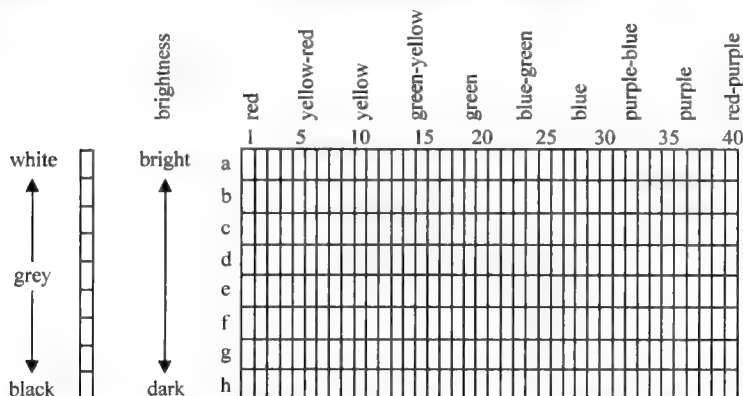 brightness
red
yellow-red
yellow
green-yellow
green
blue-green
blue
purple-blue
purple
red-purple
1 5 10 15 20 25 30 35 40
white bright a
b
c
d
grey e
f
g
black dark h